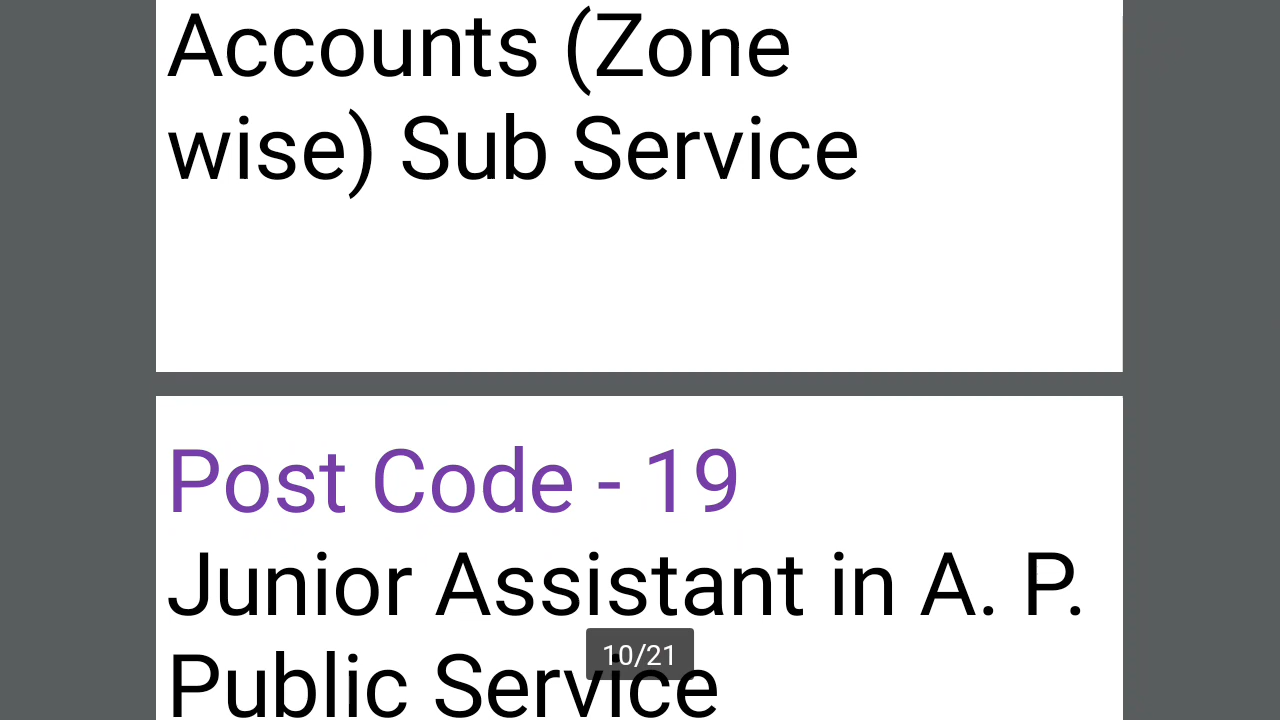 Accounts (Zone
wise) Sub Service
Post Code - 19
Junior Assistant in A. P.
Public Service
10/21